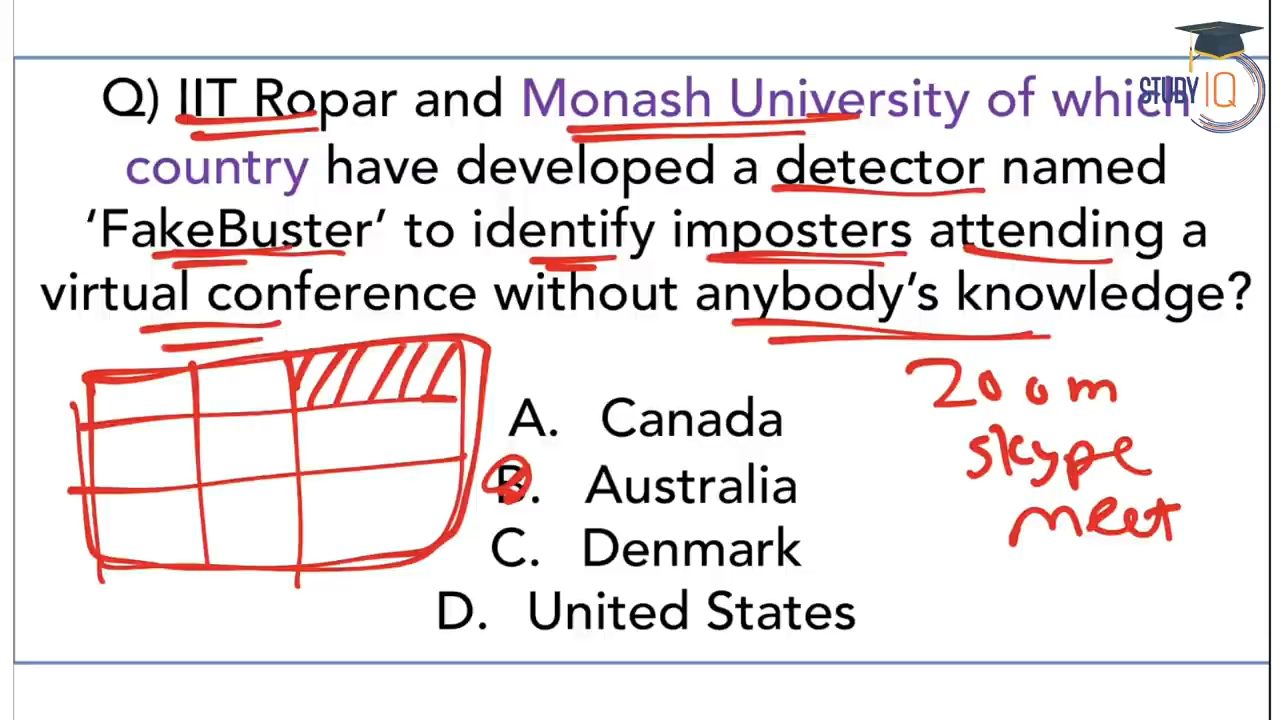 Q) IIT Ropar and Monash University of which
STUDY IQ
country have developed a detector named
‘FakeBuster’ to identify imposters attending a
virtual conference without anybody’s knowledge?
A. Canada
B. Australia
C. Denmark
D. United States
Zoom
skype
meet